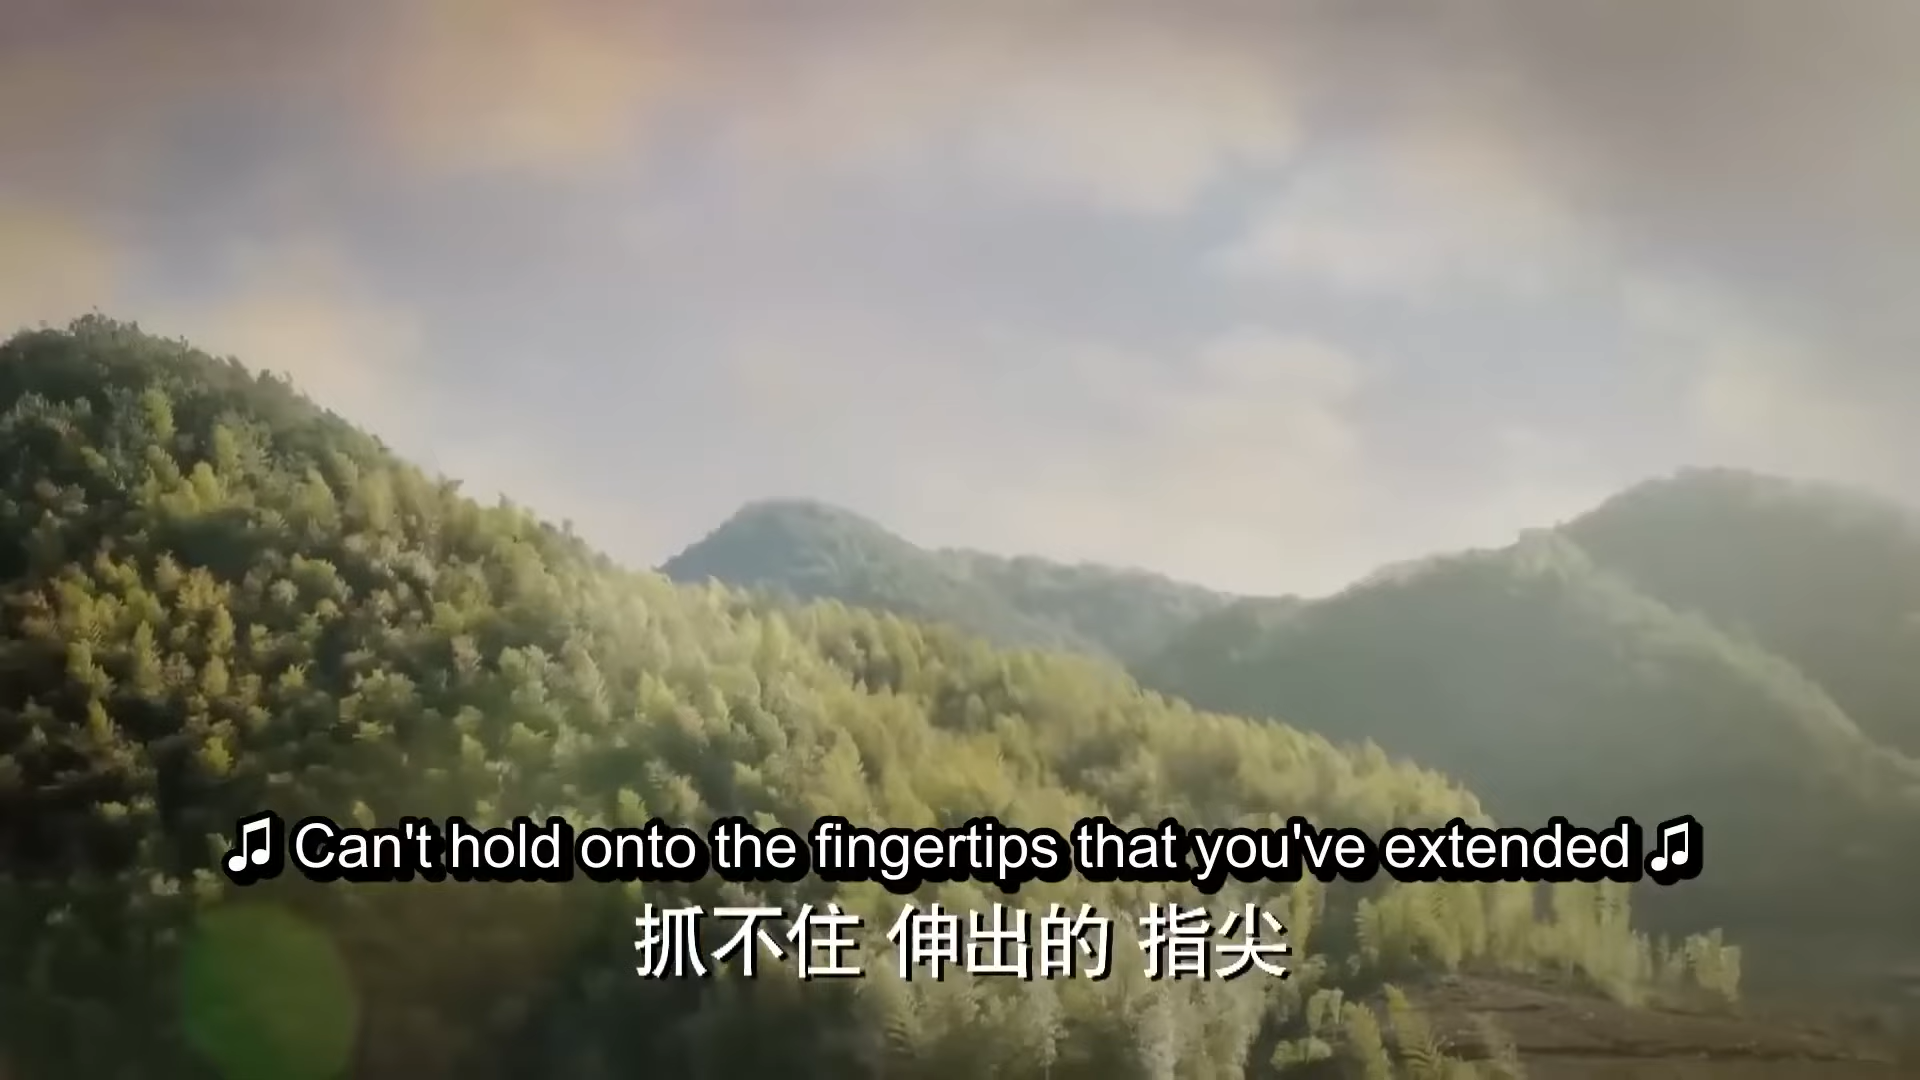 ♫ Can't hold onto the fingertips that you've extended ♫
抓不住 伸出的 指尖